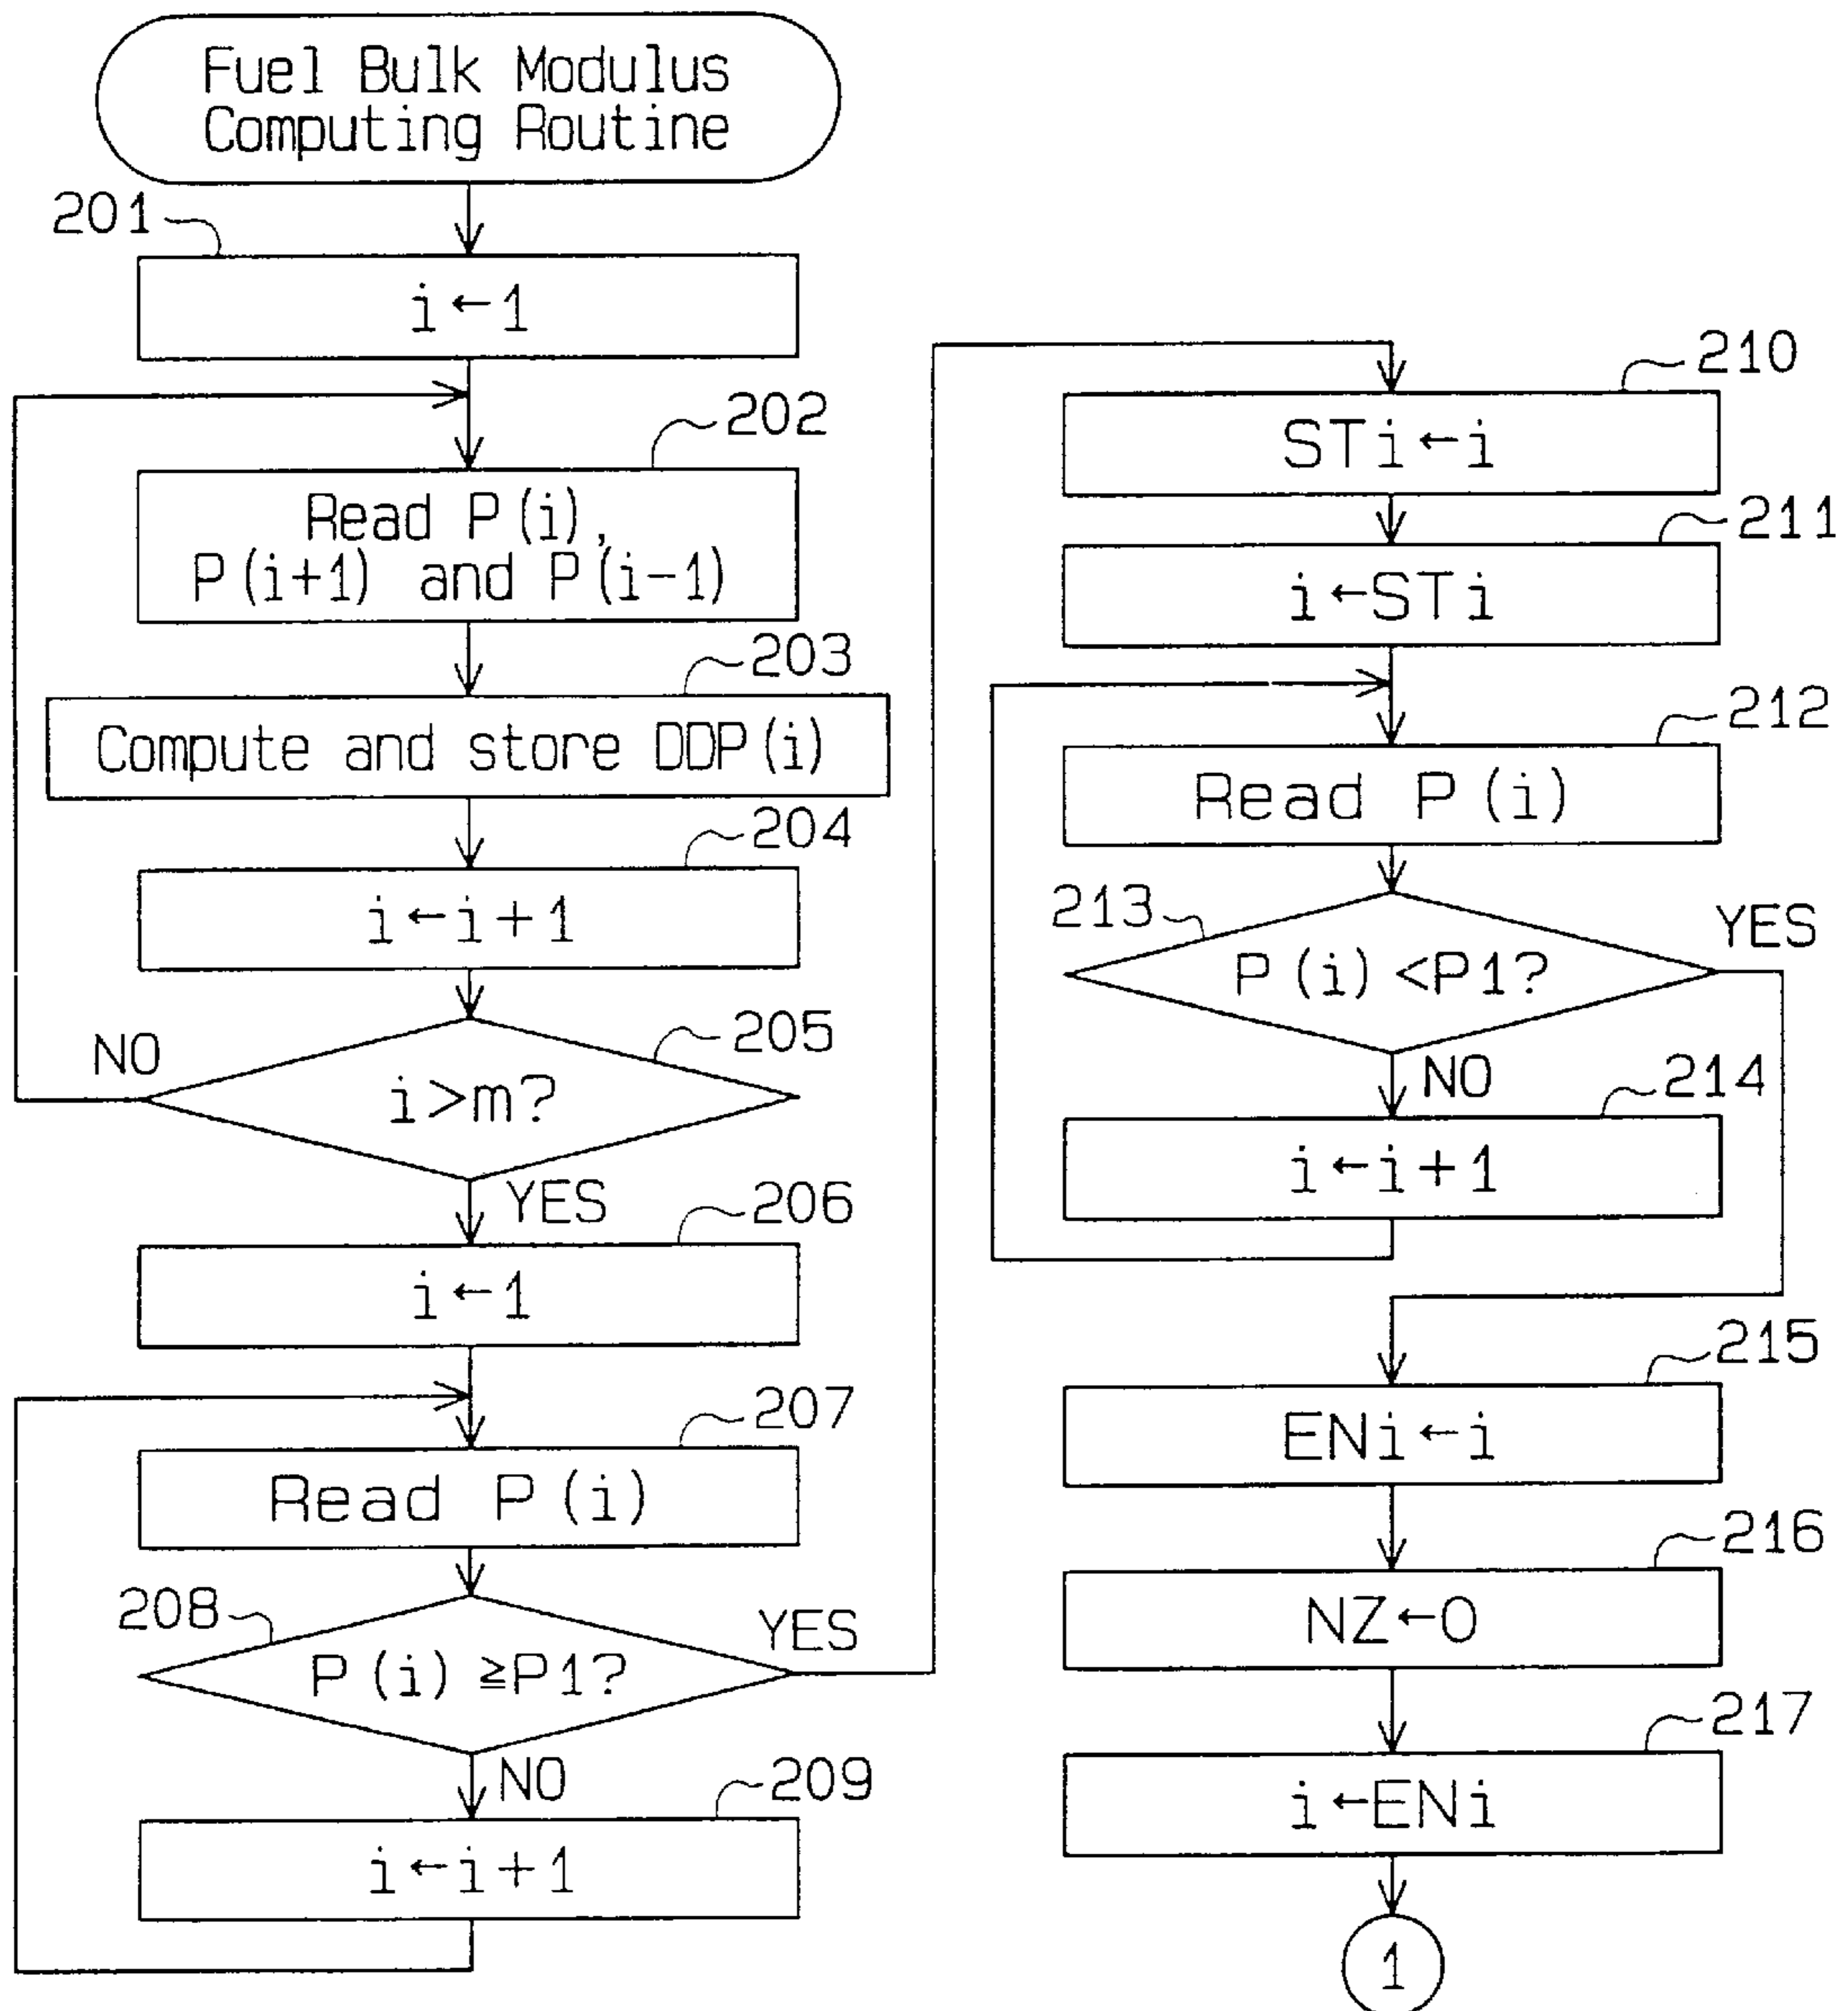 Fuel Bulk Modulus
Computing Routine
201
i←1
202
Read P(i),
P(i+1) and P(i-1)
203
Compute and store DDP(i)
204
i←i+1
205
NO
i>m?
YES
206
i←1
207
Read P(i)
208
YES
P(i)≧P1?
NO
209
i←i+1
210
STi←i
211
i←STi
212
Read P(i)
213
YES
P(i)<P1?
NO
214
i←i+1
215
ENi←i
216
NZ←0
217
i←ENi
1